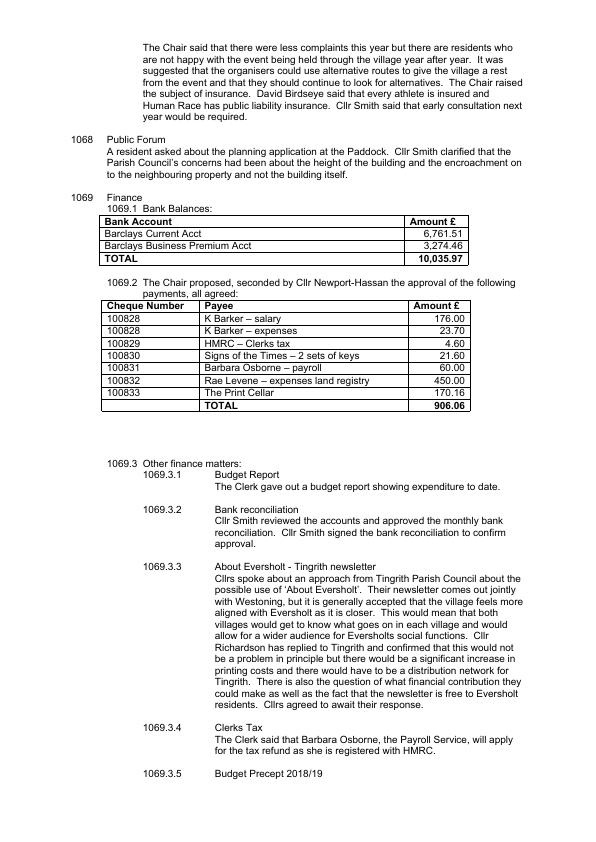 The Chair said that there were less complaints this year but there are residents who
are not happy with the event being held through the village year after year.  It was
suggested that the organisers could use alternative routes to give the village a rest
from the event and that they should continue to look for alternatives.  The Chair raised
the subject of insurance.  David Birdseye said that every athlete is insured and
Human Race has public liability insurance.  Cllr Smith said that early consultation next
year would be required.
1068 Public Forum
A resident asked about the planning application at the Paddock.  Cllr Smith clarified that the
Parish Council's concerns had been about the height of the building and the encroachment on
to the neighbouring property and not the building itself.
1069 Finance
1069.1 Bank Balances:
Bank Account Amount £
Barclays Current Acct 6,761.51
Barclays Business Premium Acct 3,274.46
TOTAL 10,035.97
1069.2 The Chair proposed, seconded by Cllr Newport-Hassan the approval of the following
payments, all agreed:
Cheque Number Payee Amount £
100828 K Barker – salary 176.00
100828 K Barker – expenses 23.70
100829 HMRC – Clerks tax 4.60
100830 Signs of the Times – 2 sets of keys 21.60
100831 Barbara Osborne – payroll 60.00
100832 Rae Levene – expenses land registry 450.00
100833 The Print Cellar 170.16
TOTAL 906.06
1069.3 Other finance matters:
1069.3.1 Budget Report
The Clerk gave out a budget report showing expenditure to date.
1069.3.2 Bank reconciliation
Cllr Smith reviewed the accounts and approved the monthly bank
reconciliation.  Cllr Smith signed the bank reconciliation to confirm
approval.
1069.3.3 About Eversholt - Tingrith newsletter
Cllrs spoke about an approach from Tingrith Parish Council about the
possible use of 'About Eversholt'.  Their newsletter comes out jointly
with Westoning, but it is generally accepted that the village feels more
aligned with Eversholt as it is closer.  This would mean that both
villages would get to know what goes on in each village and would
allow for a wider audience for Eversholts social functions.  Cllr
Richardson has replied to Tingrith and confirmed that this would not
be a problem in principle but there would be a significant increase in
printing costs and there would have to be a distribution network for
Tingrith.  There is also the question of what financial contribution they
could make as well as the fact that the newsletter is free to Eversholt
residents.  Cllrs agreed to await their response.
1069.3.4 Clerks Tax
The Clerk said that Barbara Osborne, the Payroll Service, will apply
for the tax refund as she is registered with HMRC.
1069.3.5 Budget Precept 2018/19